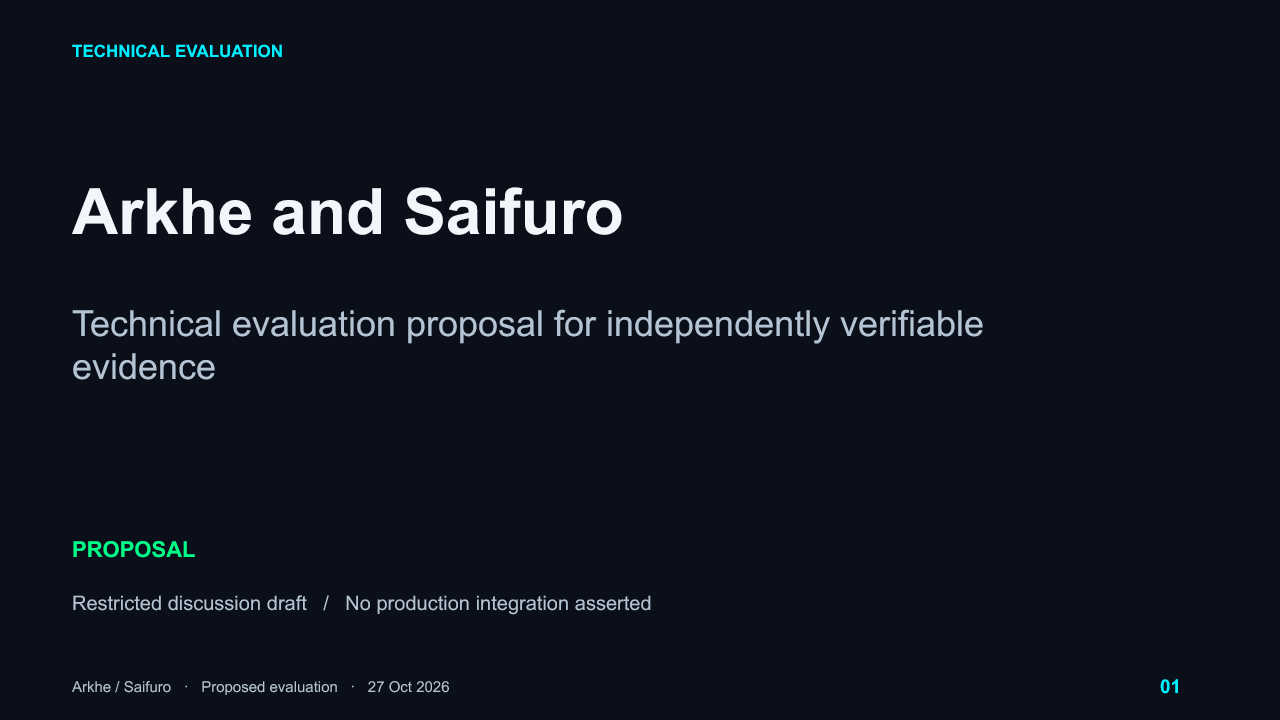 TECHNICAL EVALUATION
Arkhe and Saifuro
Technical evaluation proposal for independently verifiable
evidence
PROPOSAL
Restricted discussion draft / No production integration asserted
Arkhe / Saifuro · Proposed evaluation · 27 Oct 2026
01